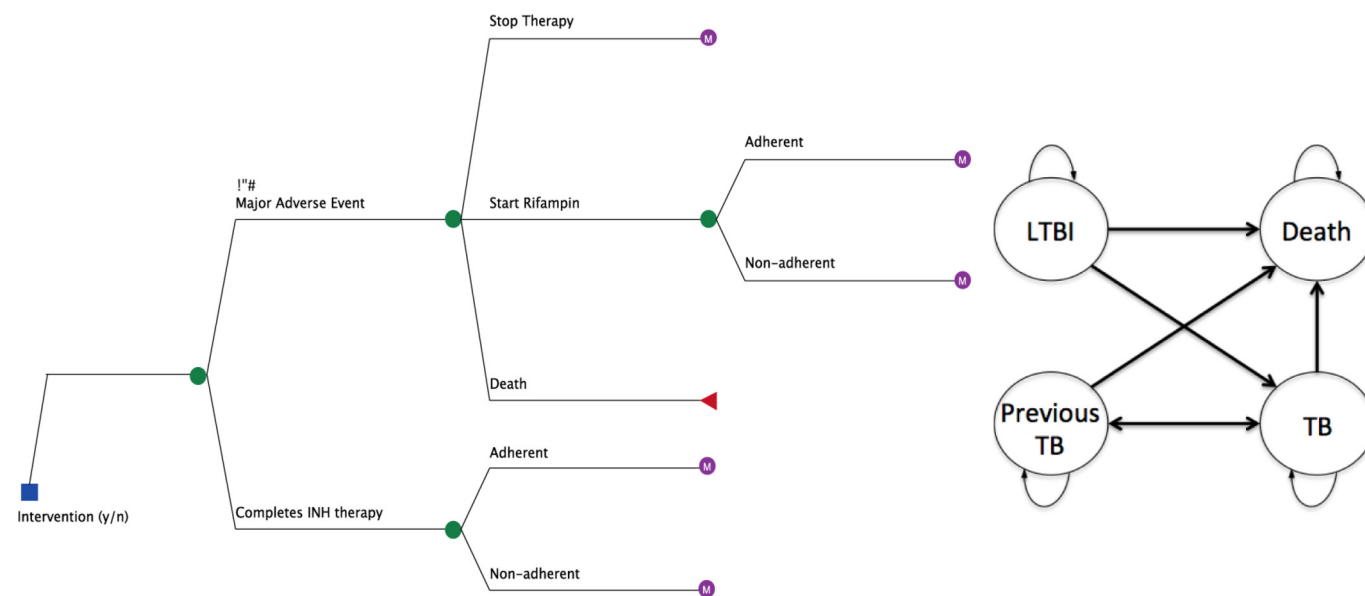 Stop Therapy
M
Adherent
M
!"#
Major Adverse Event
Start Rifampin
Non-adherent
M
Death
Adherent
M
Intervention (y/n)
Completes INH therapy
Non-adherent
M
LTBI
Death
Previous
TB
TB